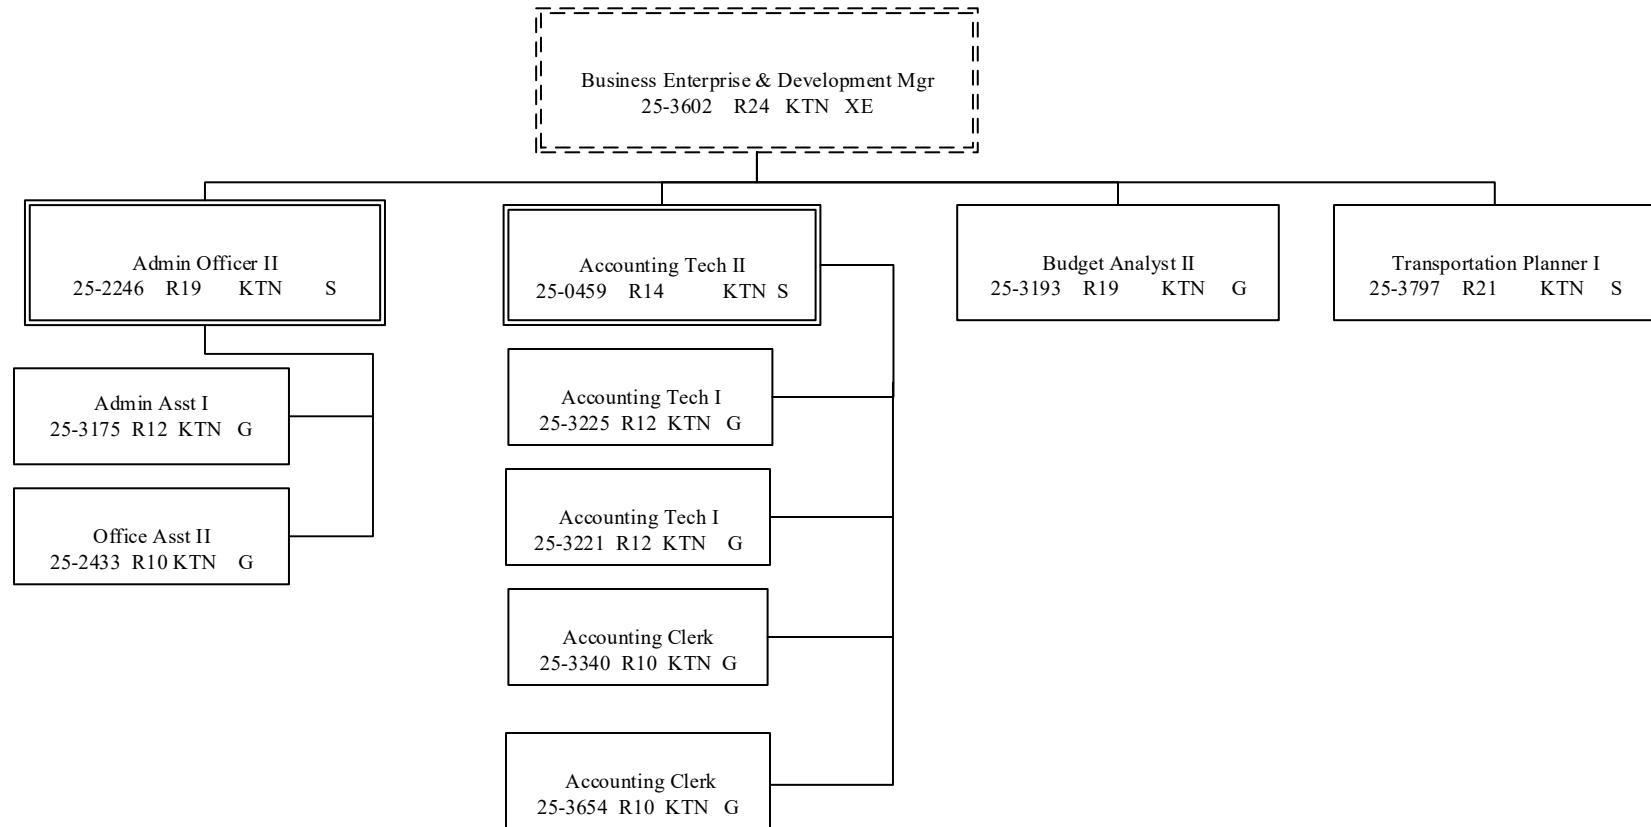 Business Enterprise & Development Mgr
25-3602 R24 KTN XE
Admin Officer II
25-2246 R19 KTN S
Accounting Tech II
25-0459 R14 KTN S
Budget Analyst II
25-3193 R19 KTN G
Transportation Planner I
25-3797 R21 KTN S
Admin Asst I
25-3175 R12 KTN G
Office Asst II
25-2433 R10 KTN G
Accounting Tech I
25-3225 R12 KTN G
Accounting Tech I
25-3221 R12 KTN G
Accounting Clerk
25-3340 R10 KTN G
Accounting Clerk
25-3654 R10 KTN G